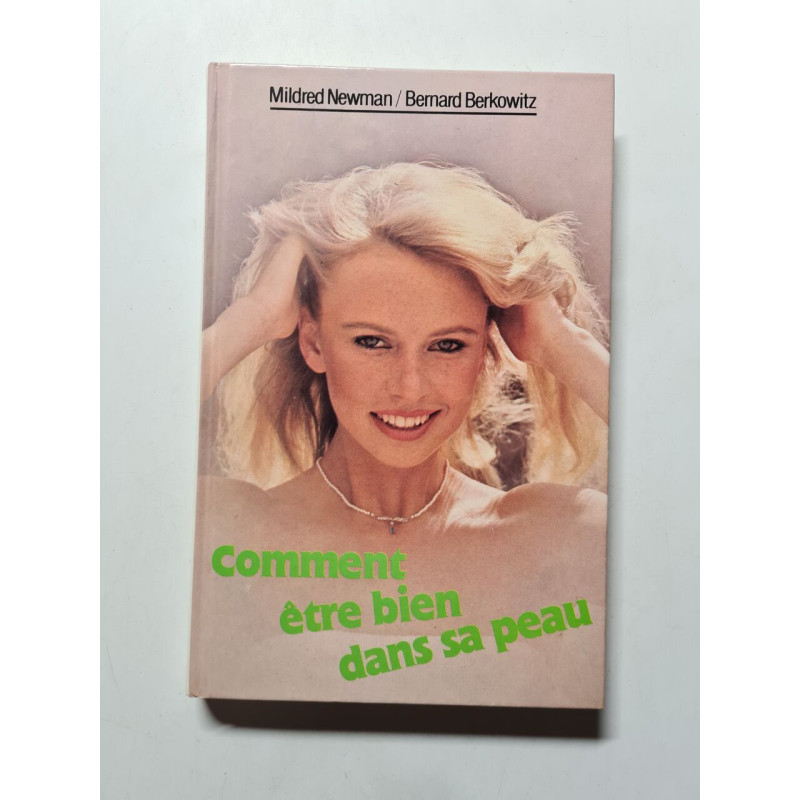 Mildred Newman / Bernard Berkowitz
Comment
être bien
dans sa peau